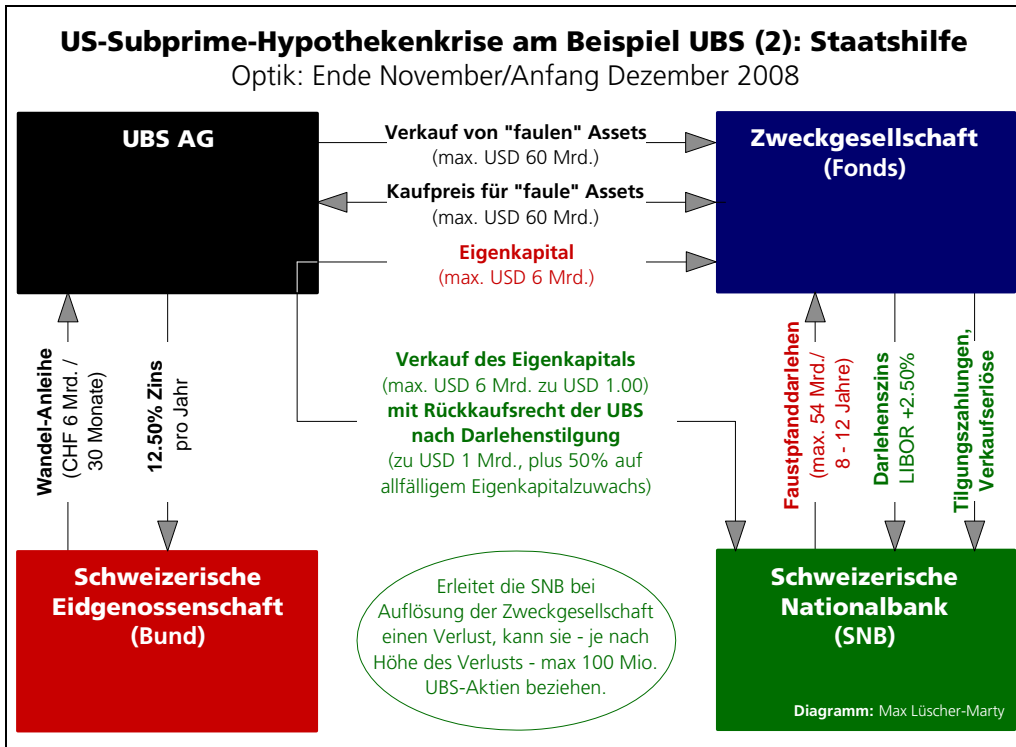 US-Subprime-Hypothekenkrise am Beispiel UBS (2): Staatshilfe
Optik: Ende November/Anfang Dezember 2008
UBS AG
Verkauf von "faulen" Assets
(max. USD 60 Mrd.)
Kaufpreis für "faule" Assets
(max. USD 60 Mrd.)
Eigenkapital
(max. USD 6 Mrd.)
Zweckgesellschaft
(Fonds)
Wandel-Anleihe
(CHF 6 Mrd. /
30 Monate)
12.50% Zins
pro Jahr
Verkauf des Eigenkapitals
(max. USD 6 Mrd. zu USD 1.00)
mit Rückkaufsrecht der UBS
nach Darlehenstilgung
(zu USD 1 Mrd., plus 50% auf
allfälligem Eigenkapitalzuwachs)
Faustpfanddarlehen
(max. 54 Mrd./
8 - 12 Jahre)
Darlehenszins
LIBOR +2.50%
Tilgungszahlungen,
Verkaufserlöse
Schweizerische
Eidgenossenschaft
(Bund)
Erleitet die SNB bei
Auflösung der Zweckgesellschaft
einen Verlust, kann sie - je nach
Höhe des Verlusts - max 100 Mio.
UBS-Aktien beziehen.
Schweizerische
Nationalbank
(SNB)
Diagramm: Max Lüscher-Marty